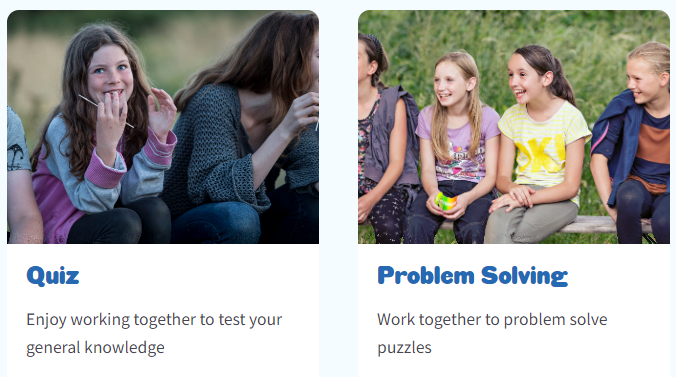 Quiz
Enjoy working together to test your
general knowledge
Problem Solving
Work together to problem solve
puzzles